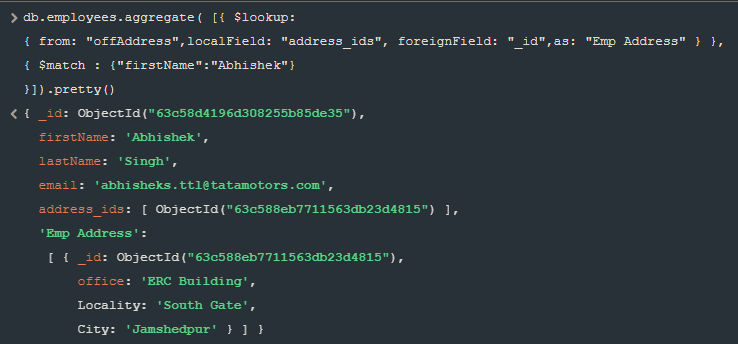 > db.employees.aggregate( [{ $lookup:
{ from: "offAddress",localField: "address_ids", foreignField: "_id",as: "Emp Address" } },
{ $match : {"firstName":"Abhishek"}
}]).pretty()
< { _id: ObjectId("63c58d4196d308255b85de35"),
firstName: 'Abhishek',
lastName: 'Singh',
email: 'abhisheks.ttl@tatamotors.com',
address_ids: [ ObjectId("63c588eb7711563db23d4815") ],
'Emp Address':
[ { _id: ObjectId("63c588eb7711563db23d4815"),
office: 'ERC Building',
Locality: 'South Gate',
City: 'Jamshedpur' } ] }